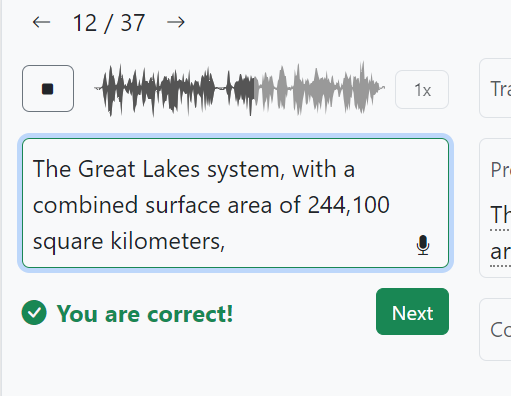 ← 12 / 37 →
1x
The Great Lakes system, with a
combined surface area of 244,100
square kilometers,
You are correct!
Next
Tra
Pr
Th
ar
Co